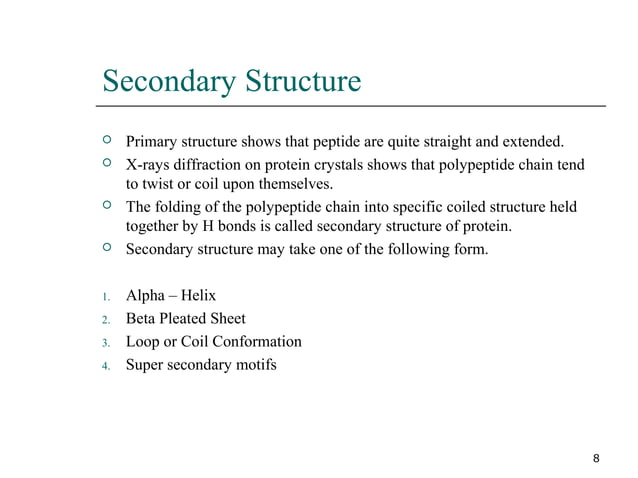 Secondary Structure
Primary structure shows that peptide are quite straight and extended.
X-rays diffraction on protein crystals shows that polypeptide chain tend
to twist or coil upon themselves.
The folding of the polypeptide chain into specific coiled structure held
together by H bonds is called secondary structure of protein.
Secondary structure may take one of the following form.
1. Alpha – Helix
2. Beta Pleated Sheet
3. Loop or Coil Conformation
4. Super secondary motifs
8